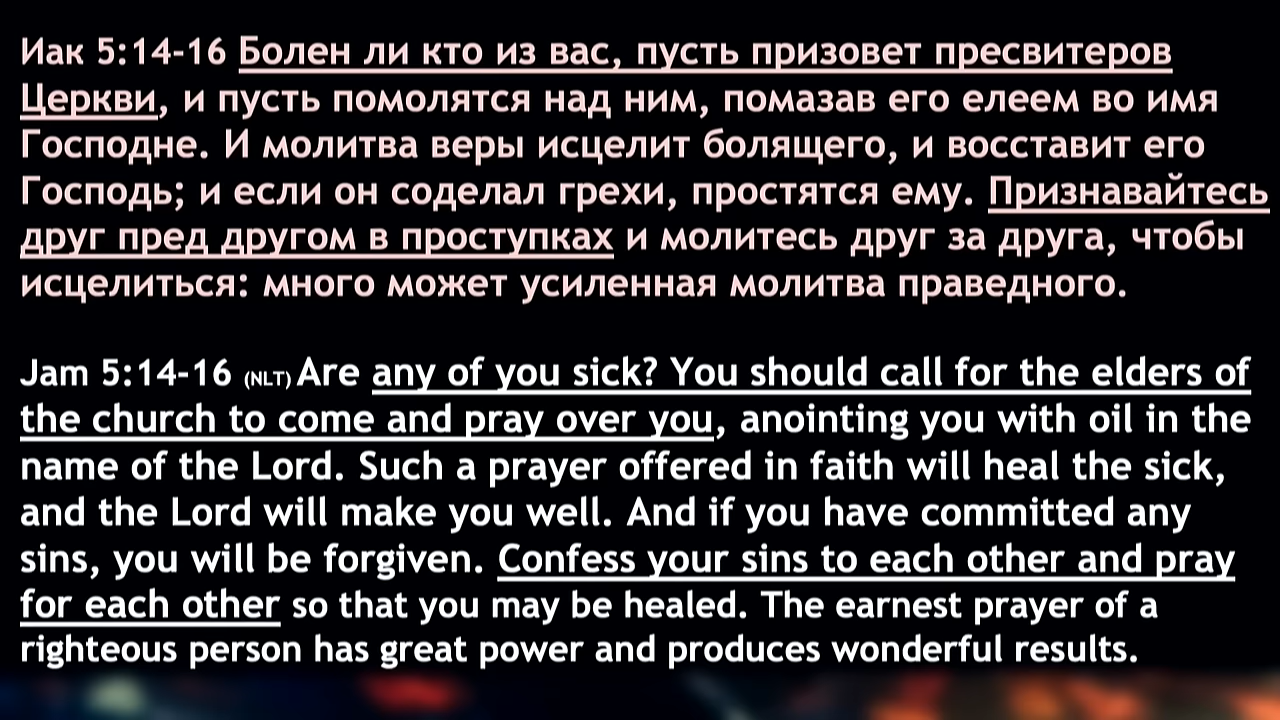 Иак 5:14-16 Болен ли кто из вас, пусть призовет пресвитеров
Церкви, и пусть помолятся над ним, помазав его елеем во имя
Господне. И молитва веры исцелит болящего, и восставит его
Господь; и если он соделал грехи, простятся ему. Признавайтесь
друг пред другом в проступках и молитесь друг за друга, чтобы
исцелиться: много может усиленная молитва праведного.
Jam 5:14-16 (NLT) Are any of you sick? You should call for the elders of
the church to come and pray over you, anointing you with oil in the
name of the Lord. Such a prayer offered in faith will heal the sick,
and the Lord will make you well. And if you have committed any
sins, you will be forgiven. Confess your sins to each other and pray
for each other so that you may be healed. The earnest prayer of a
righteous person has great power and produces wonderful results.